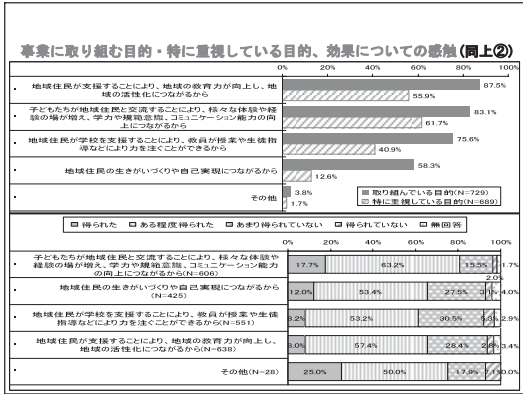 事業に取り組む目的・特に重視している目的、効果についての感触(同上②)
0% 20% 40% 60% 80% 100%
・ 地域住民が支援することにより、地域の教育力が向上し、地
域の活性化につながるから
87.5%
55.9%
・ 子どもたちが地域住民と交流することにより、様々な体験や経
験の場が増え、学力や規範意識、コミュニケーション能力の向
上につながるから
83.1%
61.7%
・ 地域住民が学校を支援することにより、教員が授業や生徒指
導などにより力を注ぐことができるから
75.6%
40.9%
・ 地域住民の生きがいづくりや自己実現につながるから
58.3%
12.6%
・ その他
3.8%
1.7%
取り組んでいる目的(N=729)
特に重視している目的(N=689)
得られた ある程度得られた あまり得られていない 得られていない 無回答
0% 20% 40% 60% 80% 100%
・ 子どもたちが地域住民と交流することにより、様々な体験や
経験の場が増え、学力や規範意識、コミュニケーション能力
の向上につながるから(N=606)
17.7% 63.2% 15.5% 2.0% 1.7%
・ 地域住民の生きがいづくりや自己実現につながるから
(N=425)
12.0% 53.4% 27.5% 3.1% 4.0%
・ 地域住民が学校を支援することにより、教員が授業や生徒
指導などにより力を注ぐことができるから(N=551)
8.2% 53.2% 30.5% 5.3% 2.9%
・ 地域住民が支援することにより、地域の教育力が向上し、
地域の活性化につながるから(N=638)
8.0% 57.4% 28.4% 2.8% 3.4%
・ その他(N=28)
25.0% 50.0% 17.9% 7.1% 0.0%